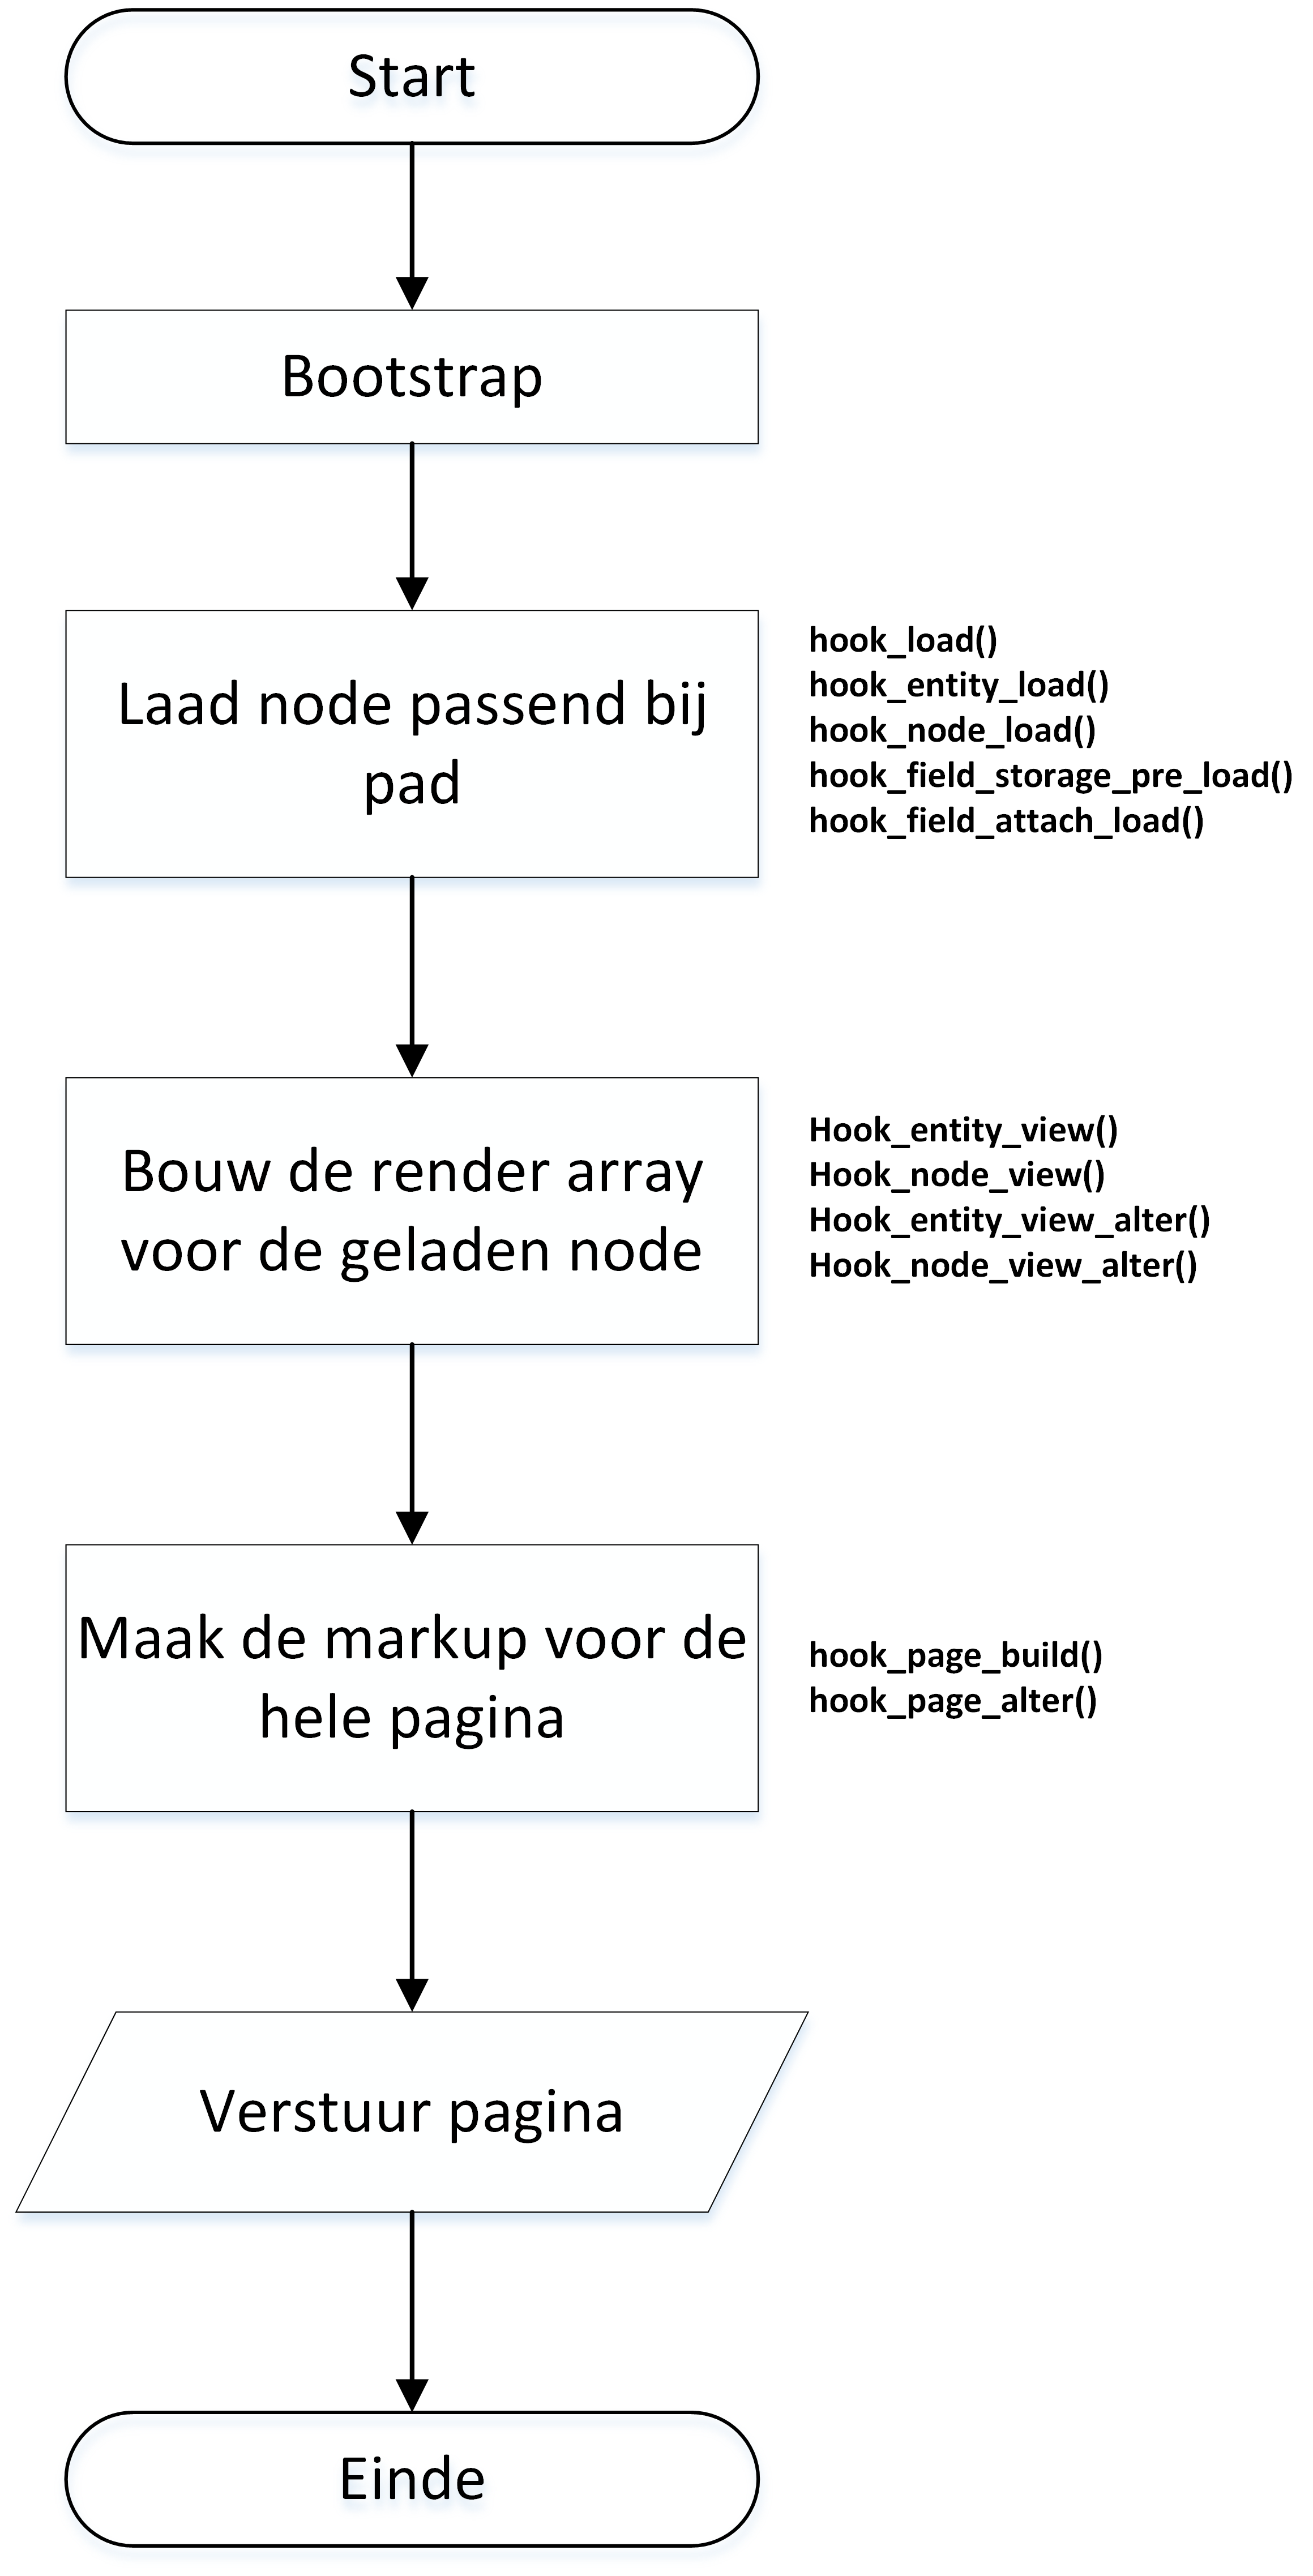 Start
Bootstrap
Laad node passend bij
pad
hook_load()
hook_entity_load()
hook_node_load()
hook_field_storage_pre_load()
hook_field_attach_load()
Bouw de render array
voor de geladen node
Hook_entity_view()
Hook_node_view()
Hook_entity_view_alter()
Hook_node_view_alter()
Maak de markup voor de
hele pagina
hook_page_build()
hook_page_alter()
Verstuur pagina
Einde